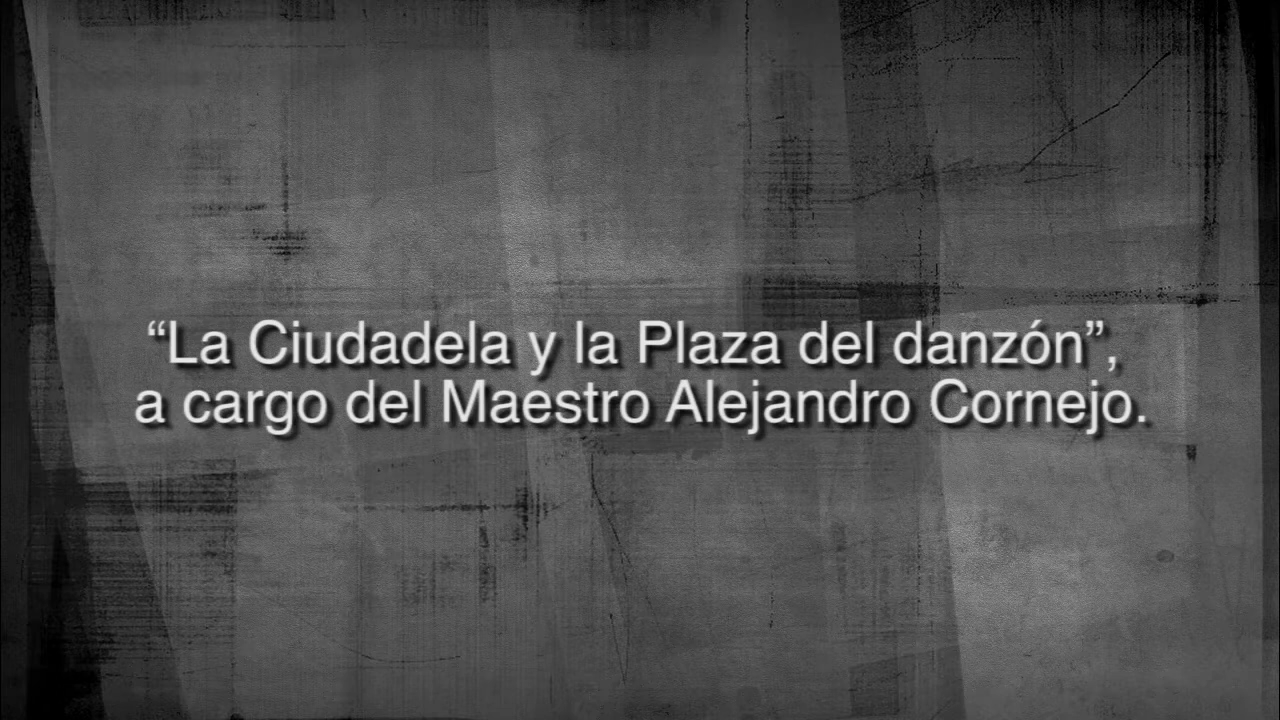 “La Ciudadela y la Plaza del danzón”,
a cargo del Maestro Alejandro Cornejo.